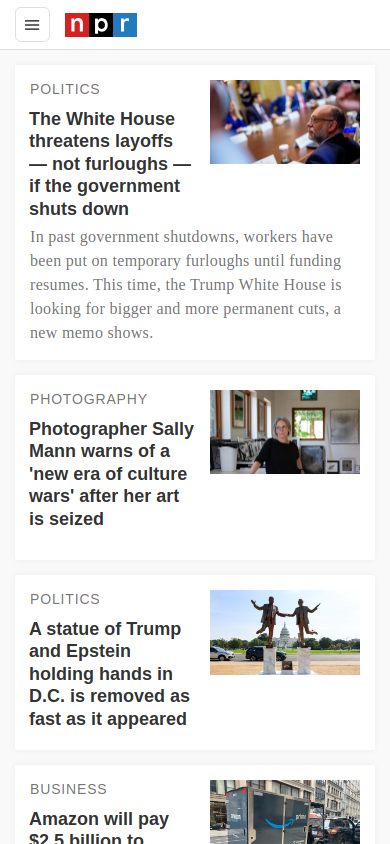 npr
POLITICS
The White House
threatens layoffs
— not furloughs —
if the government
shuts down
In past government shutdowns, workers have
been put on temporary furloughs until funding
resumes. This time, the Trump White House is
looking for bigger and more permanent cuts, a
new memo shows.
PHOTOGRAPHY
Photographer Sally
Mann warns of a
'new era of culture
wars' after her art
is seized
POLITICS
A statue of Trump
and Epstein
holding hands in
D.C. is removed as
fast as it appeared
BUSINESS
Amazon will pay
$2.5 billion to
prime